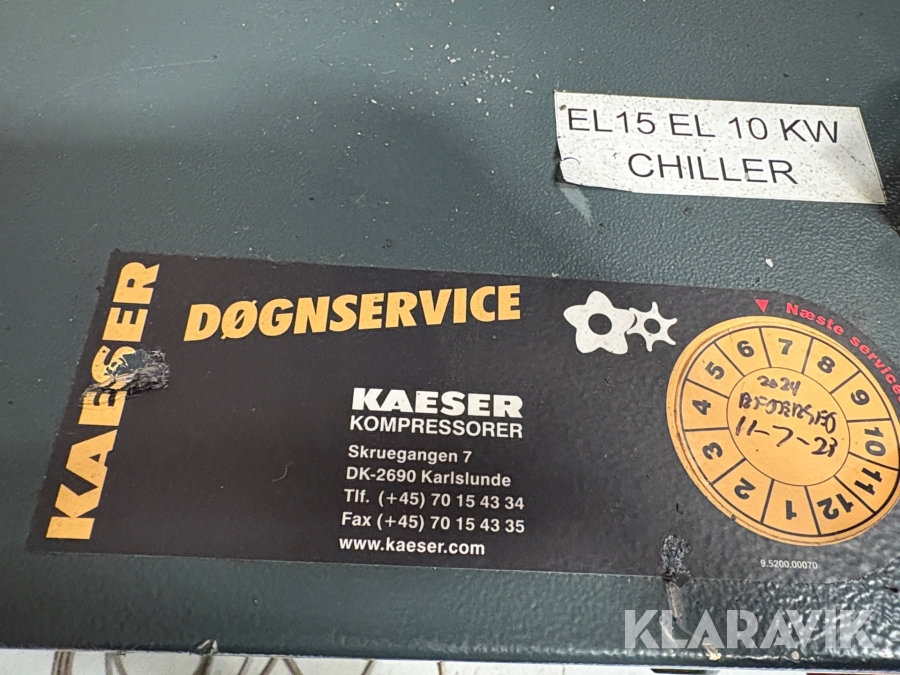 EL15 EL 10 KW
CHILLER
KAESER
DØGNSERVICE
KAESER
KOMPRESSORER
Skruegangen 7
DK-2690 Karlslunde
Tlf. (+45) 70 15 43 34
Fax (+45) 70 15 43 35
www.kaeser.com
Næste service
1 2 3 4 5 6 7 8 9 10 11 12
2024
11-7-23
9.5200.00070
KLARAVIK